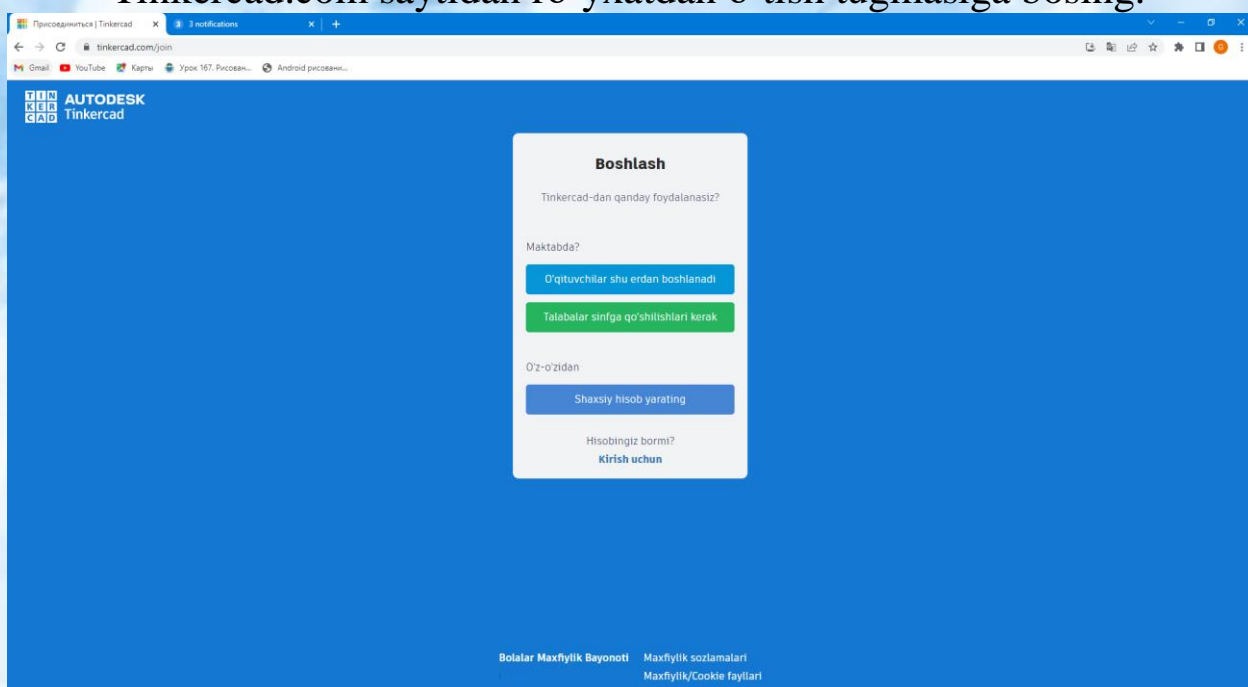 Tinkercad.com saytidan ro'yxatdan o'tish tugmasiga bosing.
Присоединиться | Tinkercad
3 notifications
tinkercad.com/join
Gmail YouTube Карты Урок 167. Рисован... Android рисовани...
TIN
KER
CAD
AUTODESK
Tinkercad
Boshlash
Tinkercad-dan qanday foydalanasiz?
Maktabda?
O'qituvchilar shu erdan boshlanadi
Talabalar sinfga qo'shilishlari kerak
O'z-o'zidan
Shaxsiy hisob yarating
Hisobingiz bormi?
Kirish uchun
Bolalar Maxfiylik Bayonoti Maxfiylik sozlamalari
Maxfiylik/Cookie fayllari